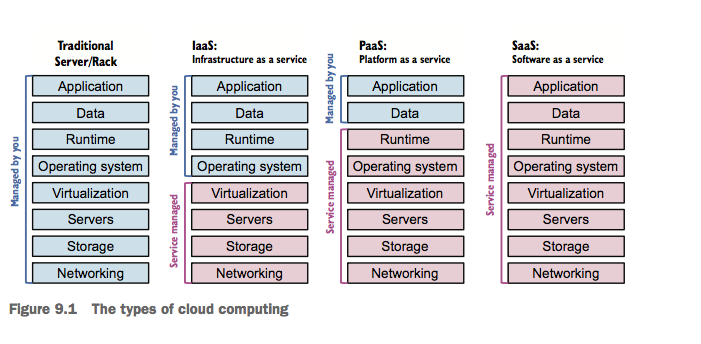 Traditional
Server/Rack
Managed by you
Application
Data
Runtime
Operating system
Virtualization
Servers
Storage
Networking
IaaS:
Infrastructure as a service
Managed by you
Service managed
Application
Data
Runtime
Operating system
Virtualization
Servers
Storage
Networking
PaaS:
Platform as a service
Managed by you
Service managed
Application
Data
Runtime
Operating system
Virtualization
Servers
Storage
Networking
SaaS:
Software as a service
Service managed
Application
Data
Runtime
Operating system
Virtualization
Servers
Storage
Networking
Figure 9.1 The types of cloud computing